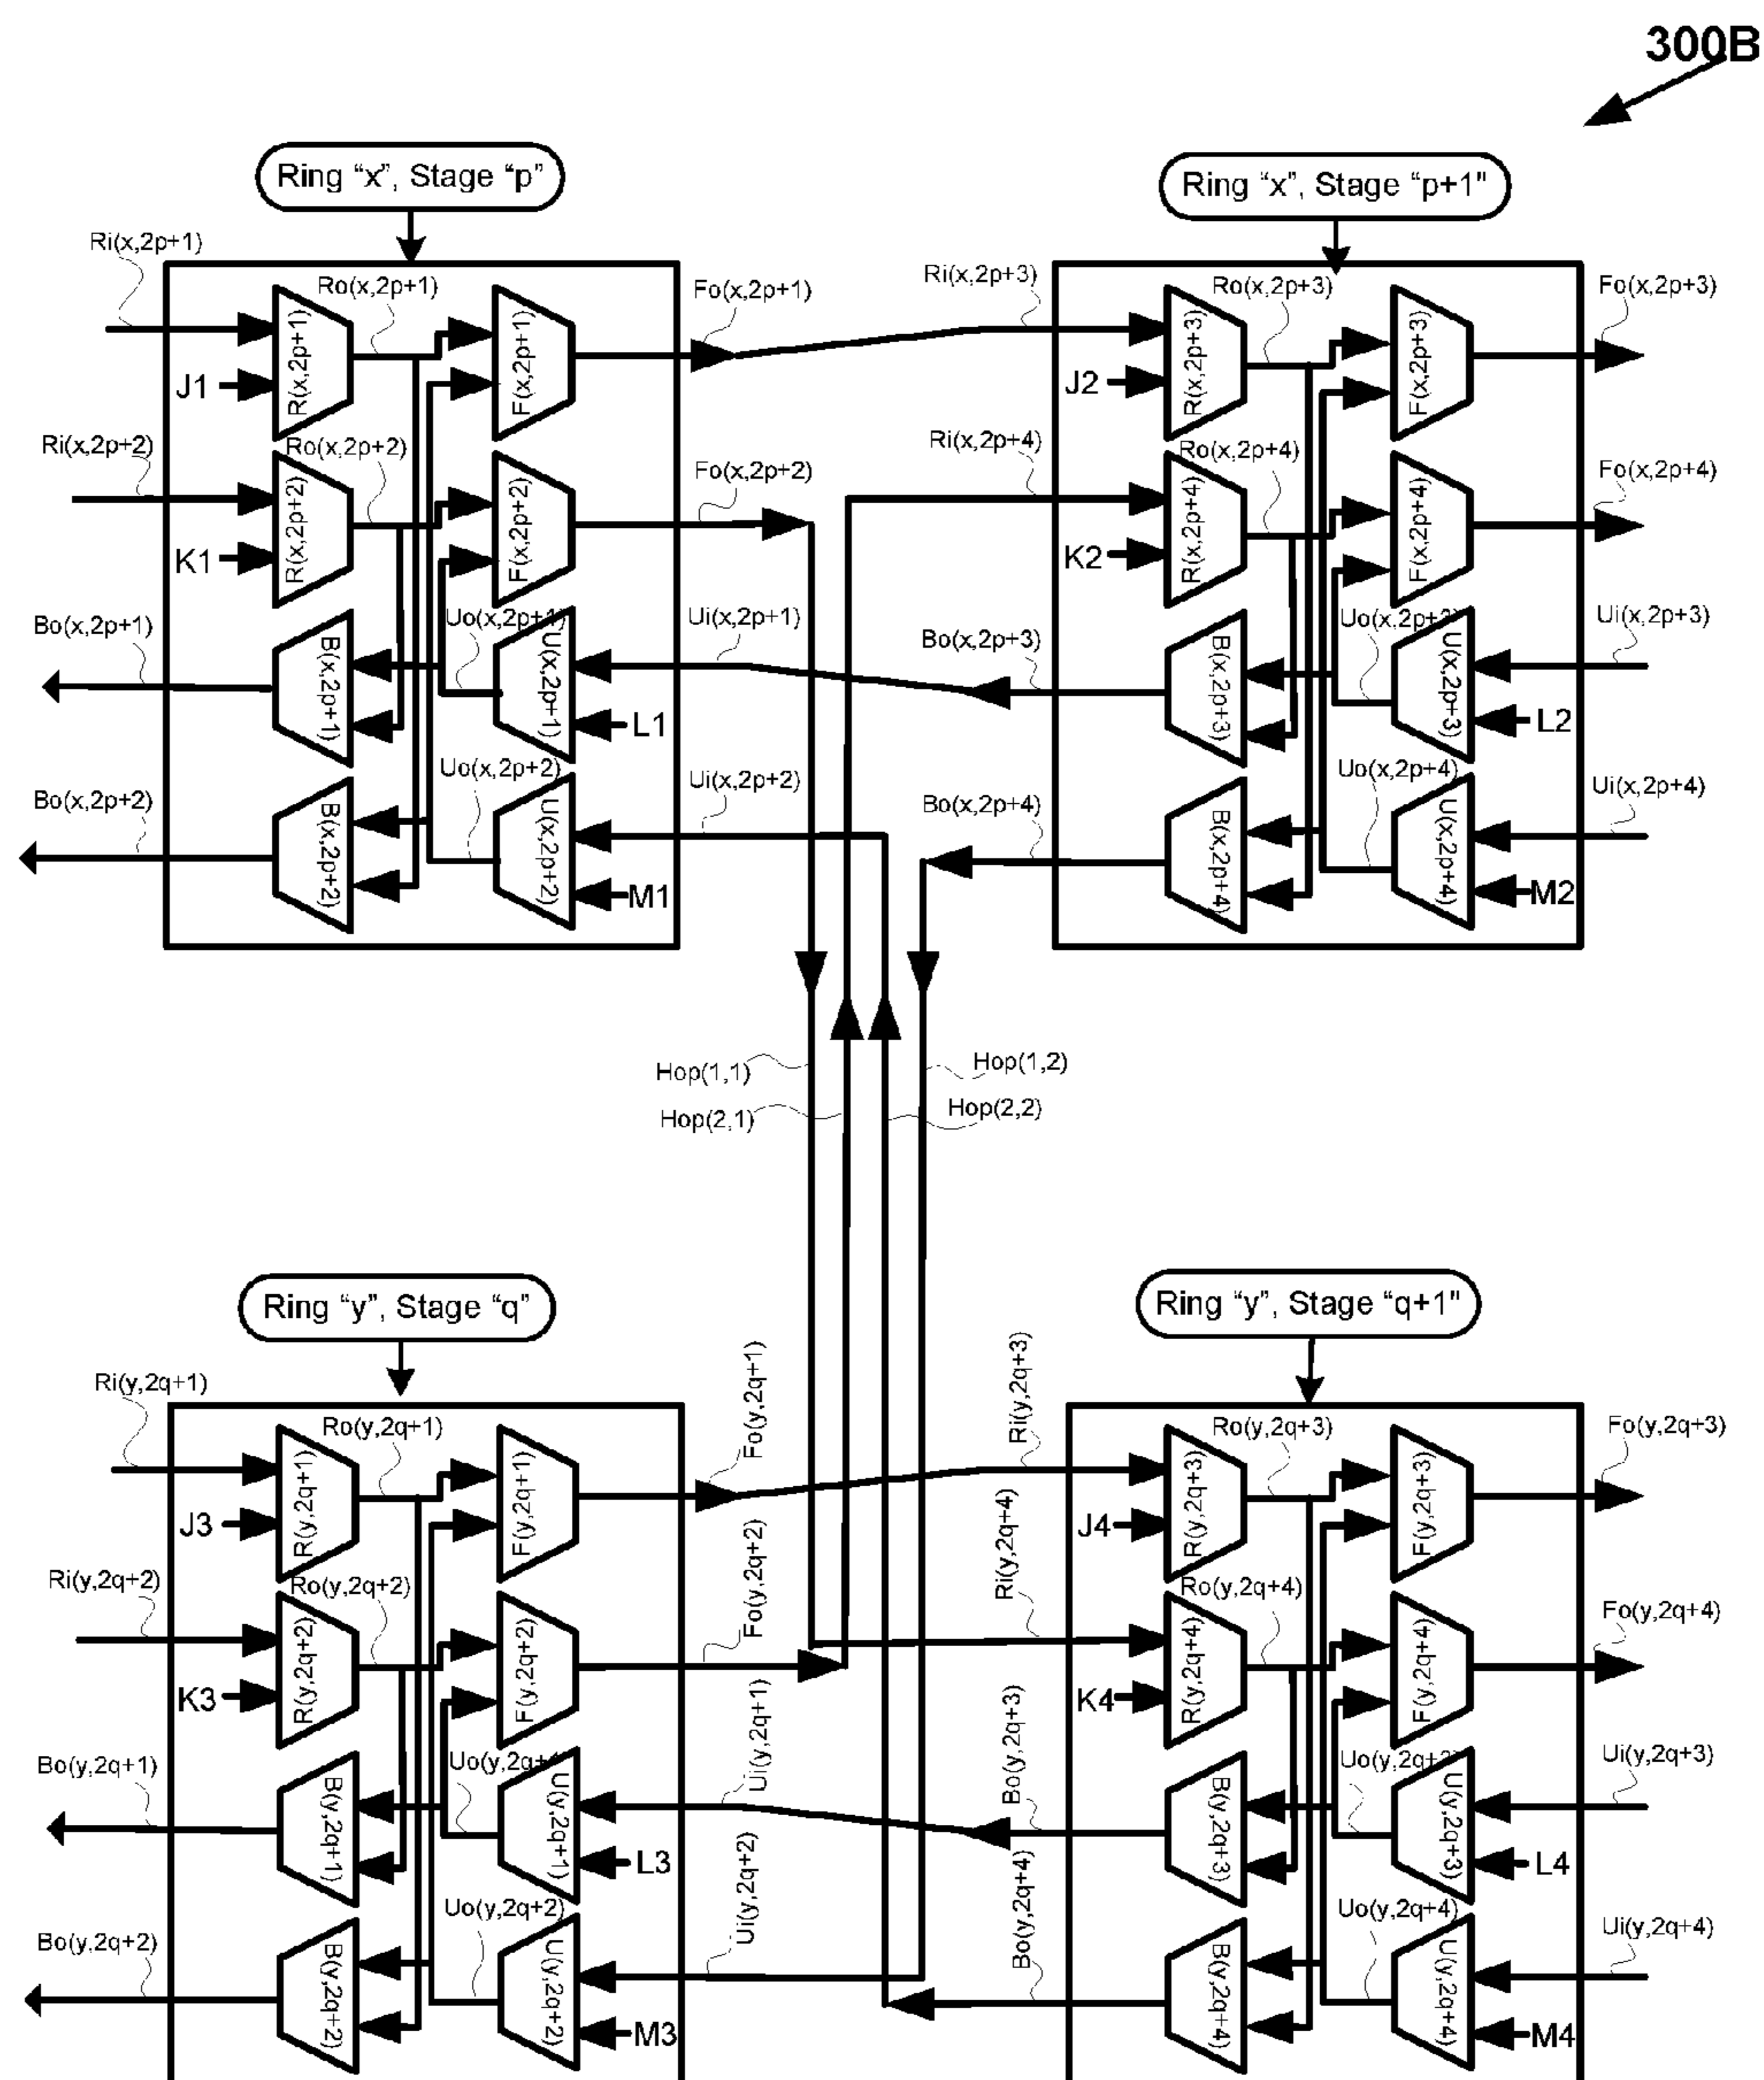 300B
Ring “x”, Stage “p”
Ring “x”, Stage “p+1"
Ri(x,2p+1)
Ro(x,2p+1)
Fo(x,2p+1)
Ri(x,2p+3)
Ro(x,2p+3)
Fo(x,2p+3)
R(x,2p+1)
F(x,2p+1)
R(x,2p+3)
F(x,2p+3)
J1
J2
Ri(x,2p+2)
Ro(x,2p+2)
Fo(x,2p+2)
Ri(x,2p+4)
Ro(x,2p+4)
Fo(x,2p+4)
R(x,2p+2)
F(x,2p+2)
R(x,2p+4)
F(x,2p+4)
K1
K2
Bo(x,2p+1)
Uo(x,2p+1)
Ui(x,2p+1)
Bo(x,2p+3)
Uo(x,2p+3)
Ui(x,2p+3)
B(x,2p+1)
U(x,2p+1)
B(x,2p+3)
U(x,2p+3)
L1
L2
Bo(x,2p+2)
Uo(x,2p+2)
Ui(x,2p+2)
Bo(x,2p+4)
Uo(x,2p+4)
Ui(x,2p+4)
B(x,2p+2)
U(x,2p+2)
B(x,2p+4)
U(x,2p+4)
M1
M2
Hop(1,1)
Hop(1,2)
Hop(2,1)
Hop(2,2)
Ring “y”, Stage “q”
Ring “y”, Stage “q+1"
Ri(y,2q+1)
Ro(y,2q+1)
Fo(y,2q+1)
Ri(y,2q+3)
Ro(y,2q+3)
Fo(y,2q+3)
R(y,2q+1)
F(y,2q+1)
R(y,2q+3)
F(y,2q+3)
J3
J4
Ri(y,2q+2)
Ro(y,2q+2)
Fo(y,2q+2)
Ri(y,2q+4)
Ro(y,2q+4)
Fo(y,2q+4)
R(y,2q+2)
F(y,2q+2)
R(y,2q+4)
F(y,2q+4)
K3
K4
Bo(y,2q+1)
Uo(y,2q+1)
Ui(y,2q+1)
Bo(y,2q+3)
Uo(y,2q+3)
Ui(y,2q+3)
B(y,2q+1)
U(y,2q+1)
B(y,2q+3)
U(y,2q+3)
L3
L4
Bo(y,2q+2)
Uo(y,2q+2)
Ui(y,2q+2)
Bo(y,2q+4)
Uo(y,2q+4)
Ui(y,2q+4)
B(y,2q+2)
U(y,2q+2)
B(y,2q+4)
U(y,2q+4)
M3
M4